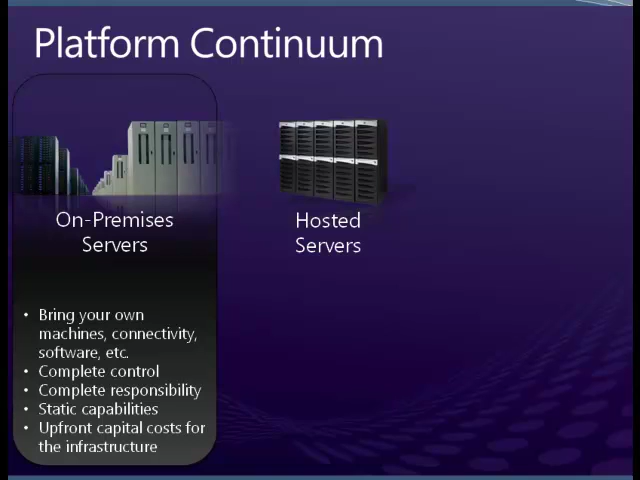 Platform Continuum
On-Premises
Servers
Hosted
Servers
• Bring your own
machines, connectivity,
software, etc.
• Complete control
• Complete responsibility
• Static capabilities
• Upfront capital costs for
the infrastructure